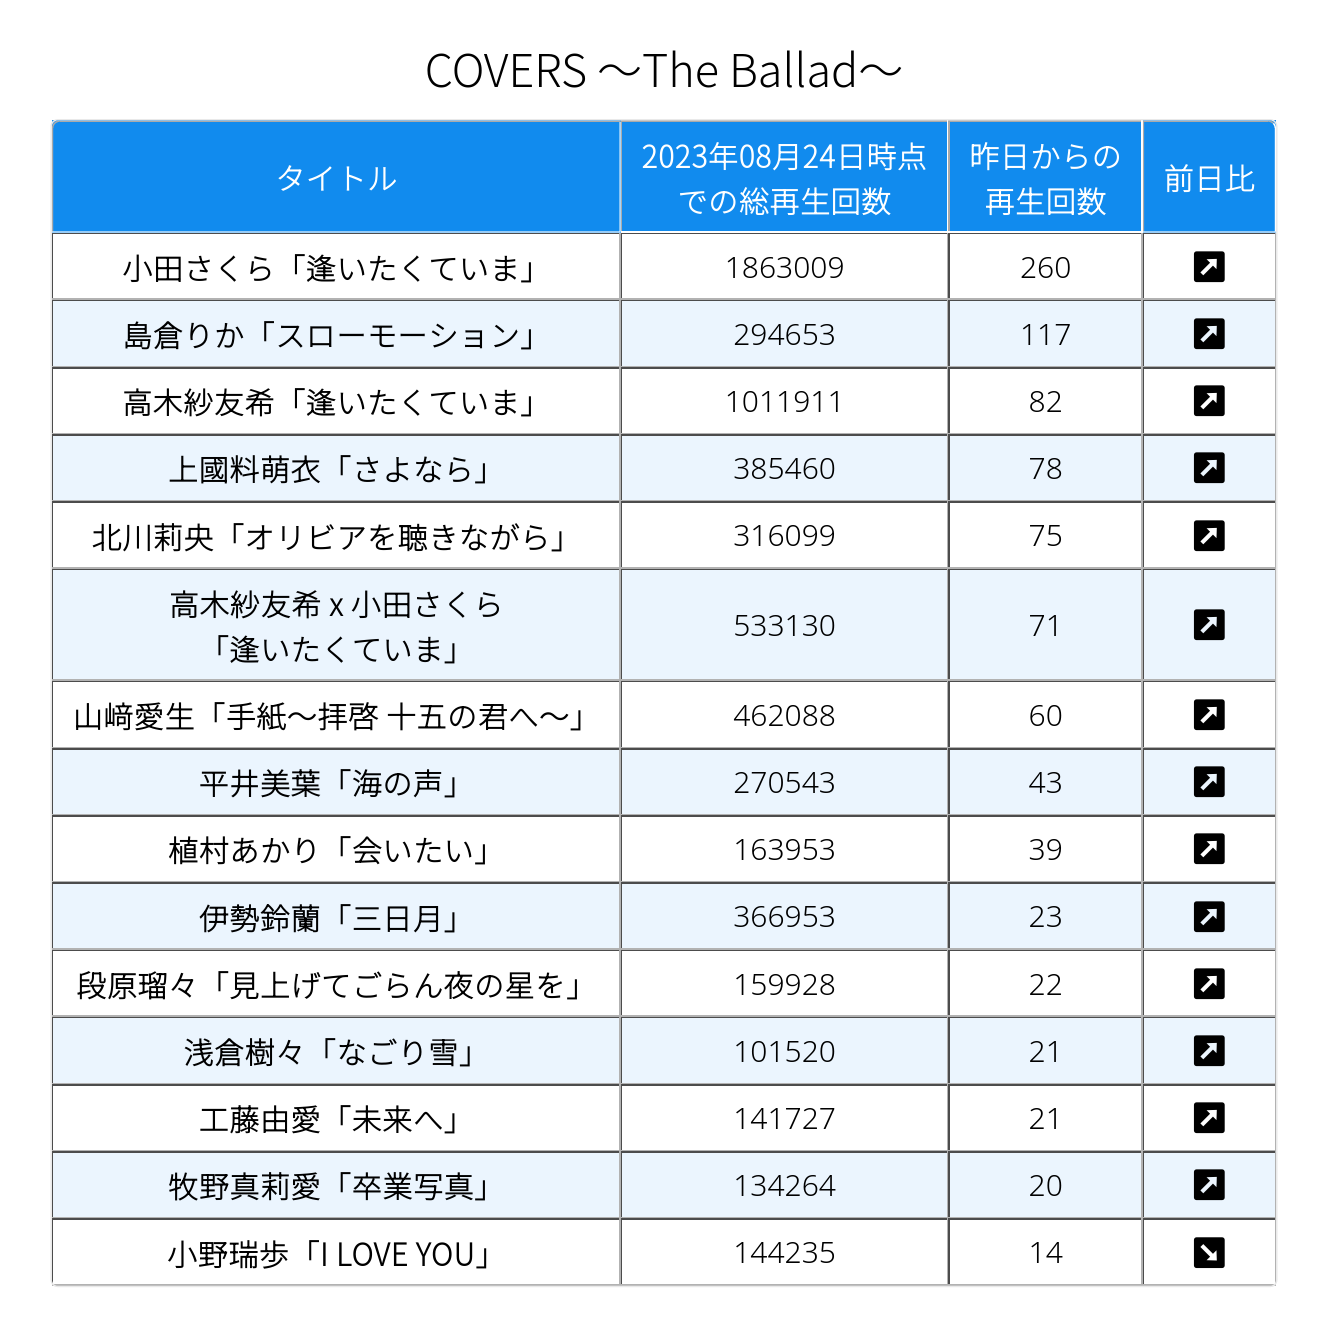 COVERS ～The Ballad～
タイトル
2023年08月24日時点
での総再生回数
昨日からの
再生回数
前日比
小田さくら「逢いたくていま」 1863009 260
島倉りか「スローモーション」 294653 117
高木紗友希「逢いたくていま」 1011911 82
上國料萌衣「さよなら」 385460 78
北川莉央「オリビアを聴きながら」 316099 75
高木紗友希 x 小田さくら
「逢いたくていま」 533130 71
山﨑愛生「手紙～拝啓 十五の君へ～」 462088 60
平井美葉「海の声」 270543 43
植村あかり「会いたい」 163953 39
伊勢鈴蘭「三日月」 366953 23
段原瑠々「見上げてごらん夜の星を」 159928 22
浅倉樹々「なごり雪」 101520 21
工藤由愛「未来へ」 141727 21
牧野真莉愛「卒業写真」 134264 20
小野瑞歩「I LOVE YOU」 144235 14